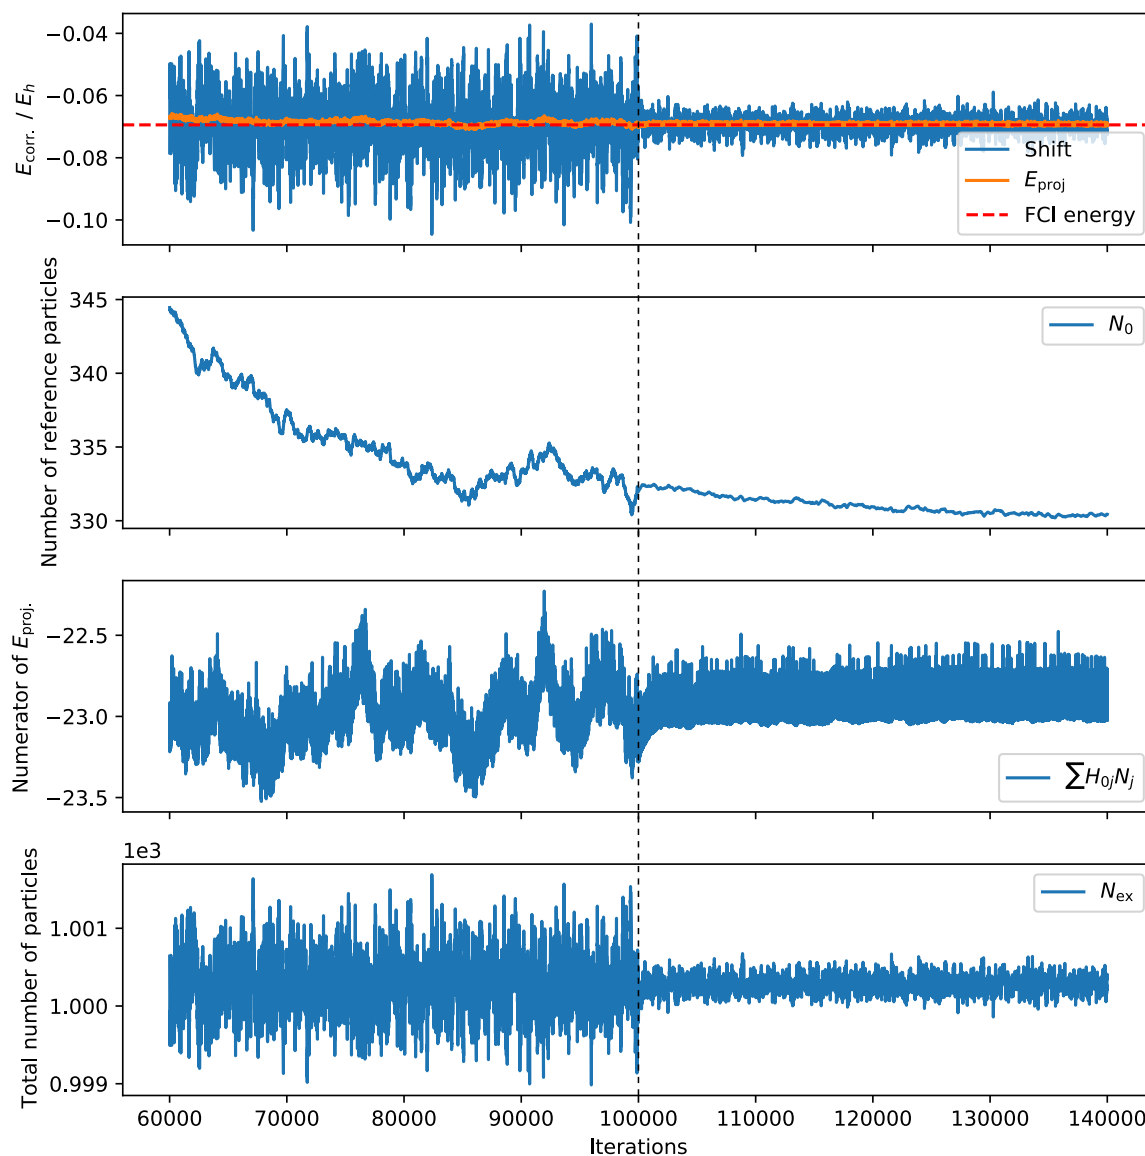 E_corr. / E_h
−0.04
−0.06
−0.08
−0.10
Shift
E_proj
FCI energy
Number of reference particles
345
340
335
330
N_0
Numerator of E_proj.
−22.5
−23.0
−23.5
∑H_0j N_j
Total number of particles
1e3
1.001
1.000
0.999
N_ex
60000 70000 80000 90000 100000 110000 120000 130000 140000
Iterations